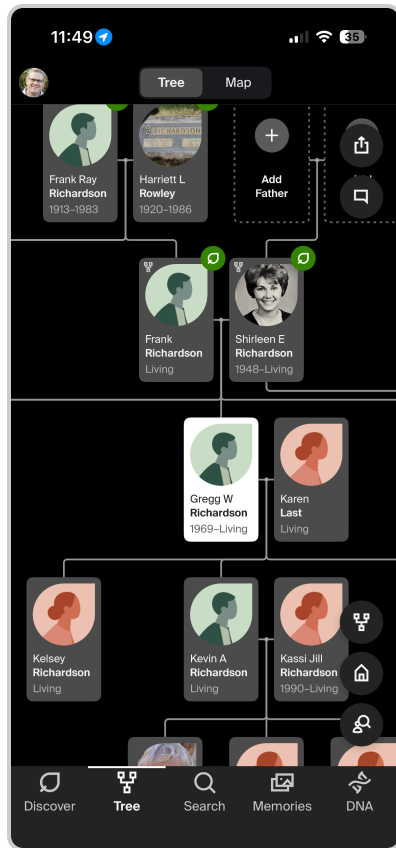 11:49
35
Tree
Map
RICHARDSON
Frank Ray
Richardson
1913–1983
Harriett L
Rowley
1920–1986
Add
Father
Frank
Richardson
Living
Shirleen E
Richardson
1948–Living
Gregg W
Richardson
1969–Living
Karen
Last
Living
Kelsey
Richardson
Living
Kevin A
Richardson
Living
Kassi Jill
Richardson
1990–Living
Discover
Tree
Search
Memories
DNA